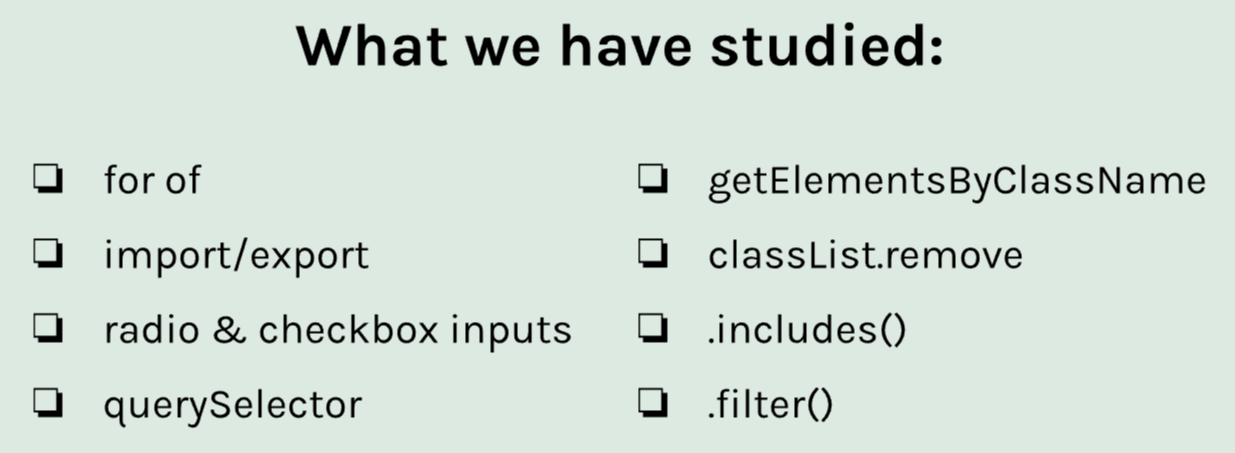 What we have studied:
for of
import/export
radio & checkbox inputs
querySelector
getElementsByClassName
classList.remove
.includes()
.filter()